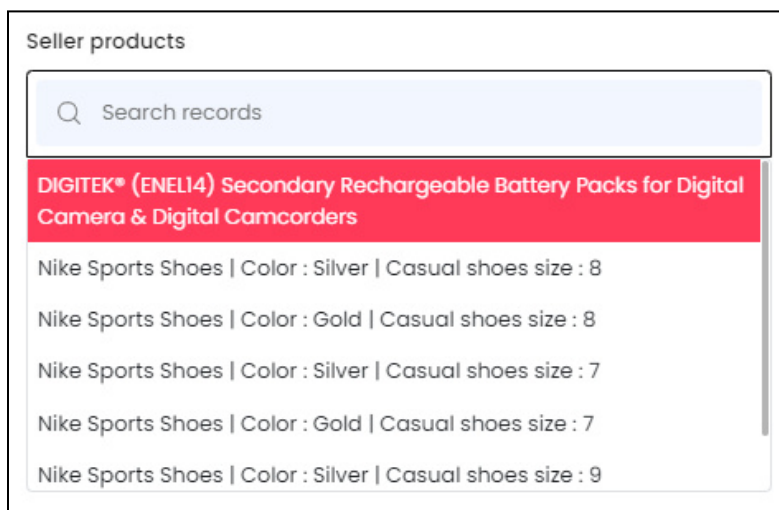 Seller products
Search records
DIGITEK® (ENEL14) Secondary Rechargeable Battery Packs for Digital
Camera & Digital Camcorders
Nike Sports Shoes | Color : Silver | Casual shoes size : 8
Nike Sports Shoes | Color : Gold | Casual shoes size : 8
Nike Sports Shoes | Color : Silver | Casual shoes size : 7
Nike Sports Shoes | Color : Gold | Casual shoes size : 7
Nike Sports Shoes | Color : Silver | Casual shoes size : 9